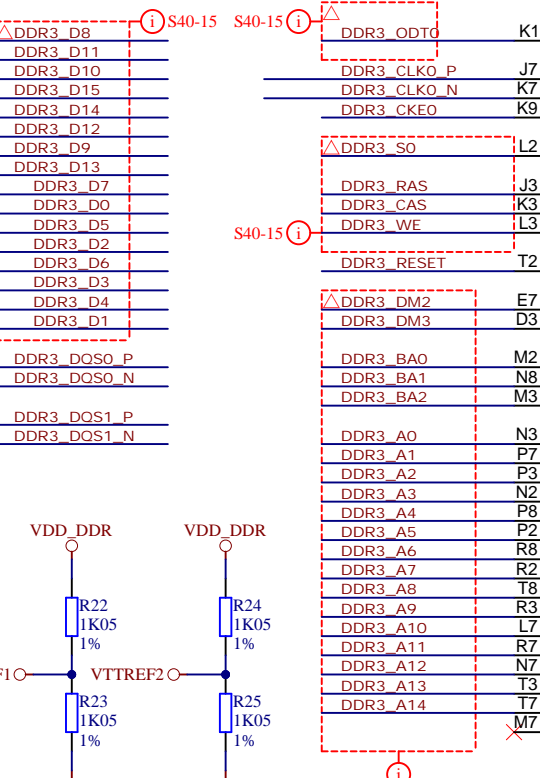 S40-15
DDR3_D8
DDR3_D11
DDR3_D10
DDR3_D15
DDR3_D14
DDR3_D12
DDR3_D9
DDR3_D13
DDR3_D7
DDR3_D0
DDR3_D5
DDR3_D2
DDR3_D6
DDR3_D3
DDR3_D4
DDR3_D1
DDR3_DQS0_P
DDR3_DQS0_N
DDR3_DQS1_P
DDR3_DQS1_N
S40-15
DDR3_ODT0 K1
DDR3_CLK0_P J7
DDR3_CLK0_N K7
DDR3_CKE0 K9
DDR3_S0 L2
DDR3_RAS J3
DDR3_CAS K3
DDR3_WE L3
S40-15
DDR3_RESET T2
DDR3_DM2 E7
DDR3_DM3 D3
DDR3_BA0 M2
DDR3_BA1 N8
DDR3_BA2 M3
DDR3_A0 N3
DDR3_A1 P7
DDR3_A2 P3
DDR3_A3 N2
DDR3_A4 P8
DDR3_A5 P2
DDR3_A6 R8
DDR3_A7 R2
DDR3_A8 T8
DDR3_A9 R3
DDR3_A10 L7
DDR3_A11 R7
DDR3_A12 N7
DDR3_A13 T3
DDR3_A14 T7
M7
VDD_DDR
R22
1K05
1%
F1
R23
1K05
1%
VDD_DDR
R24
1K05
1%
VTTREF2
R25
1K05
1%